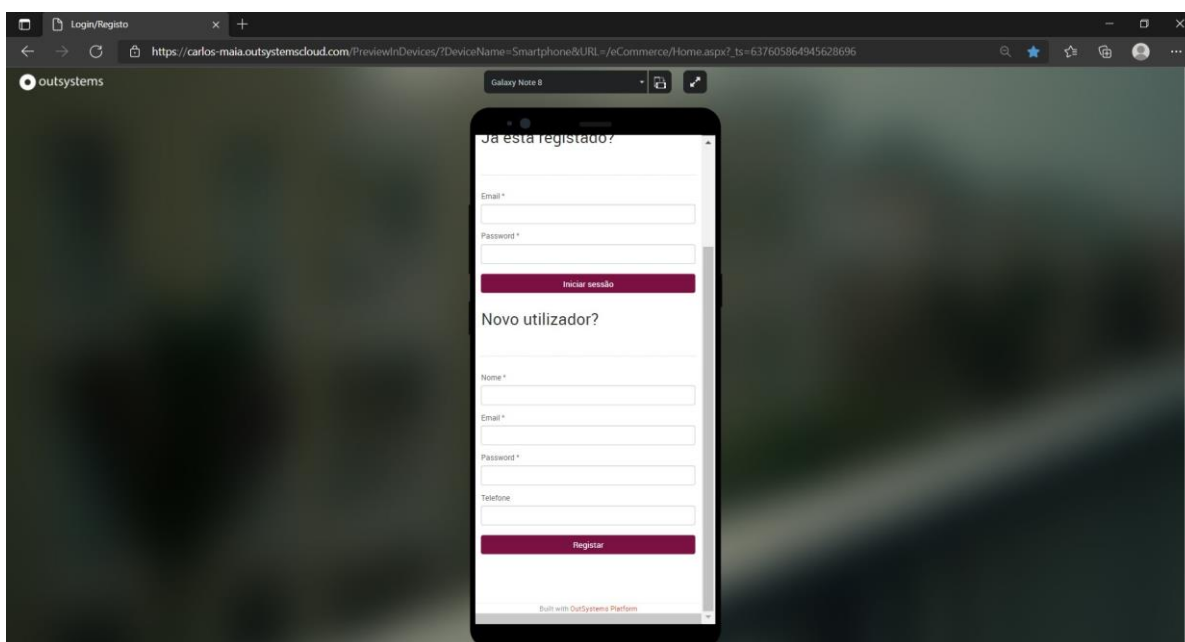 Login/Registo
https://carlos-maia.outsystemscloud.com/PreviewInDevices/?DeviceName=Smartphone&URL=/eCommerce/Home.aspx?_ts=637605864945628696
outsystems
Galaxy Note 8
Já está registado?
Email *
Password *
Iniciar sessão
Novo utilizador?
Nome *
Email *
Password *
Telefone
Registar
Built with OutSystems Platform